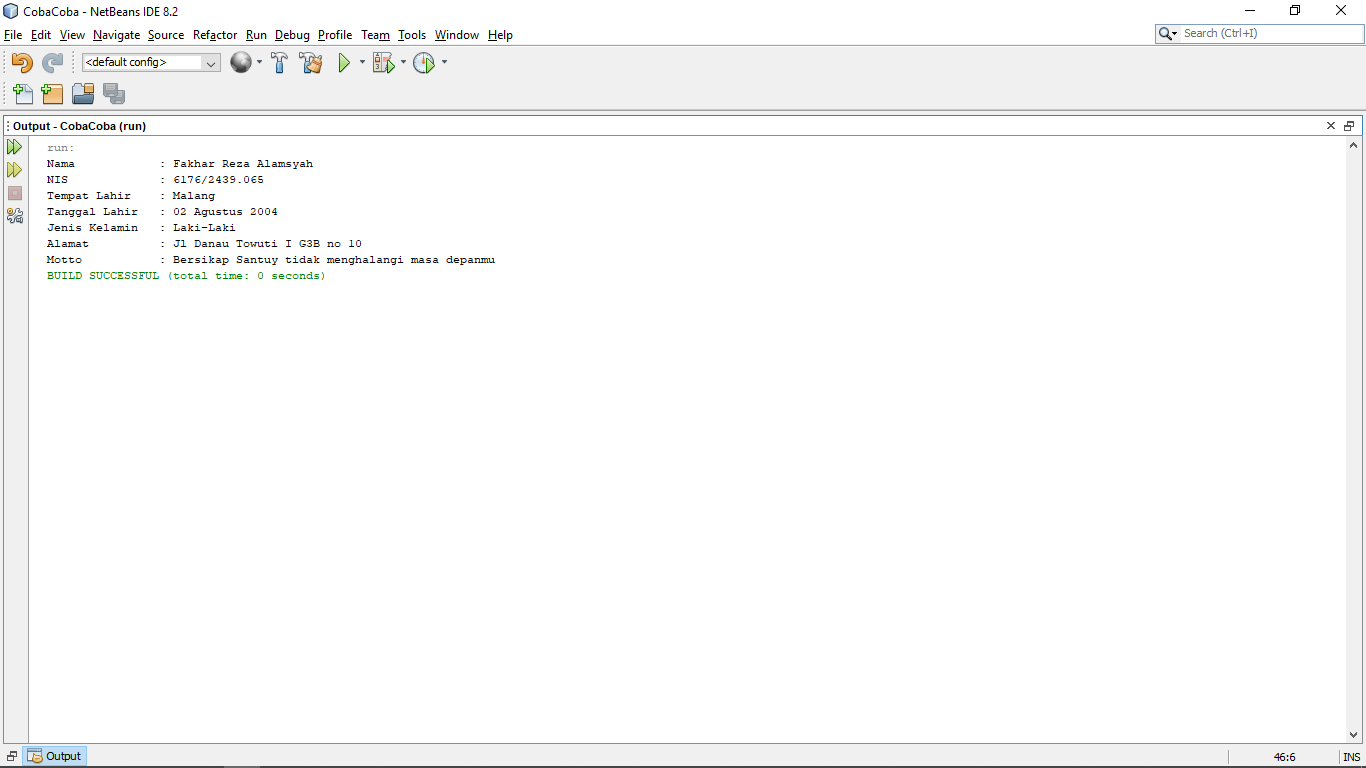 CobaCoba - NetBeans IDE 8.2
File Edit View Navigate Source Refactor Run Debug Profile Team Tools Window Help
Search (Ctrl+I)
<default config>
Output - CobaCoba (run)
run:
Nama : Fakhar Reza Alamsyah
NIS : 6176/2439.065
Tempat Lahir : Malang
Tanggal Lahir : 02 Agustus 2004
Jenis Kelamin : Laki-Laki
Alamat : Jl Danau Towuti I G3B no 10
Motto : Bersikap Santuy tidak menghalangi masa depanmu
BUILD SUCCESSFUL (total time: 0 seconds)
Output
46:6
INS